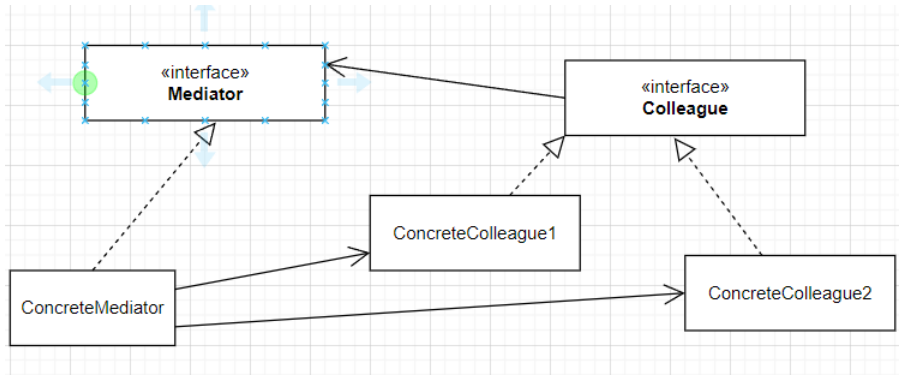 «interface»
Mediator
«interface»
Colleague
ConcreteColleague1
ConcreteMediator
ConcreteColleague2